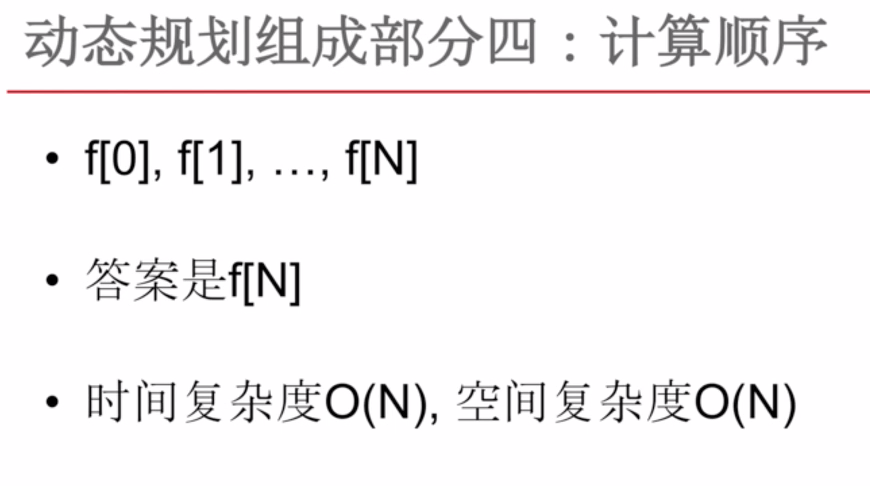 动态规划组成部分四：计算顺序
• f[0], f[1], …, f[N]
• 答案是f[N]
• 时间复杂度O(N), 空间复杂度O(N)